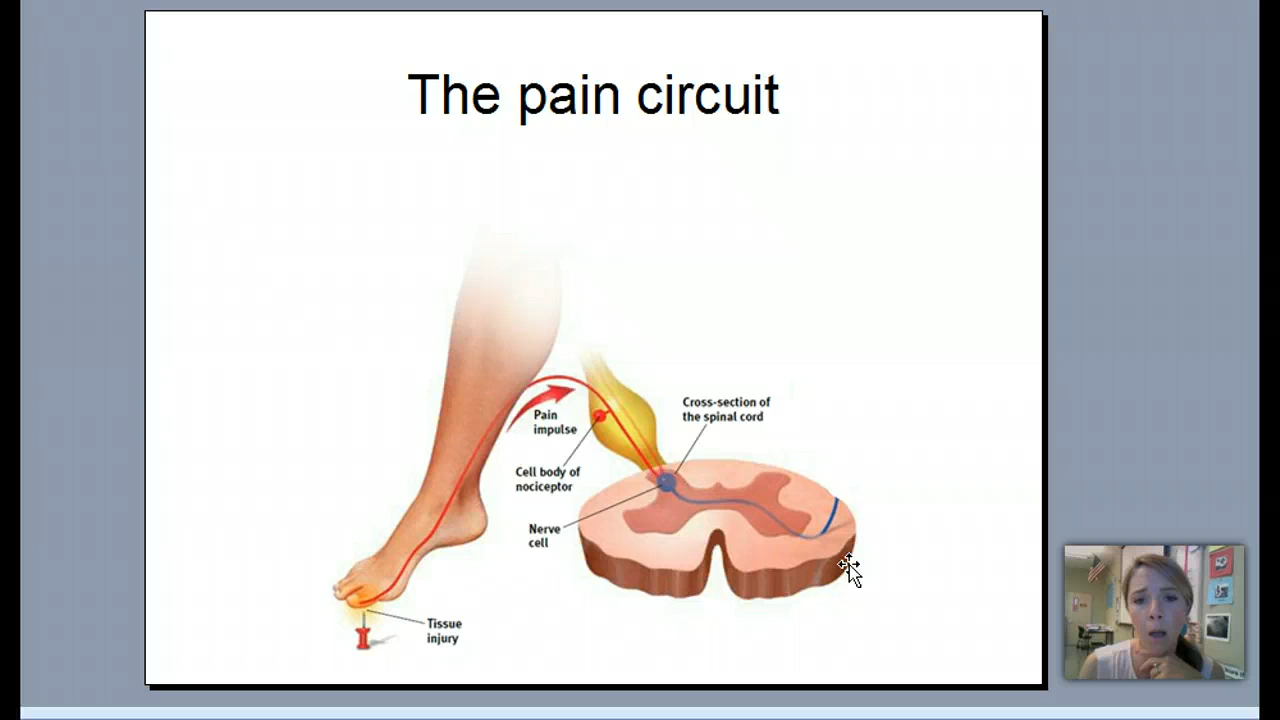 The pain circuit
Cross-section of
the spinal cord
Pain
impulse
Cell body of
nociceptor
Nerve
cell
Tissue
injury